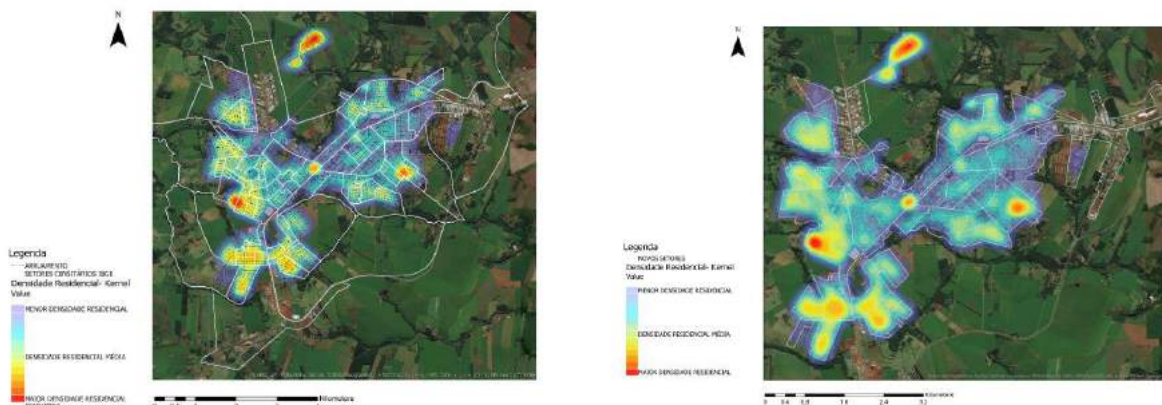 N
Legenda
ARRUAMENTO
SETORES CENSITÁRIOS IBGE
Densidade Residencial- Kernel
Value
MENOR DENSIDADE RESIDENCIAL
DENSIDADE RESIDENCIAL MÉDIA
MAIOR DENSIDADE RESIDENCIAL
N
Legenda
NOVOS SETORES
Densidade Residencial- Kernel
Value
MENOR DENSIDADE RESIDENCIAL
DENSIDADE RESIDENCIAL MÉDIA
MAIOR DENSIDADE RESIDENCIAL
Kilometers
0 0.4 0.8 1.6 2.4 3.2